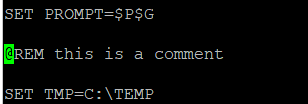 SET PROMPT=$P$G
@REM this is a comment
SET TMP=C:\TEMP